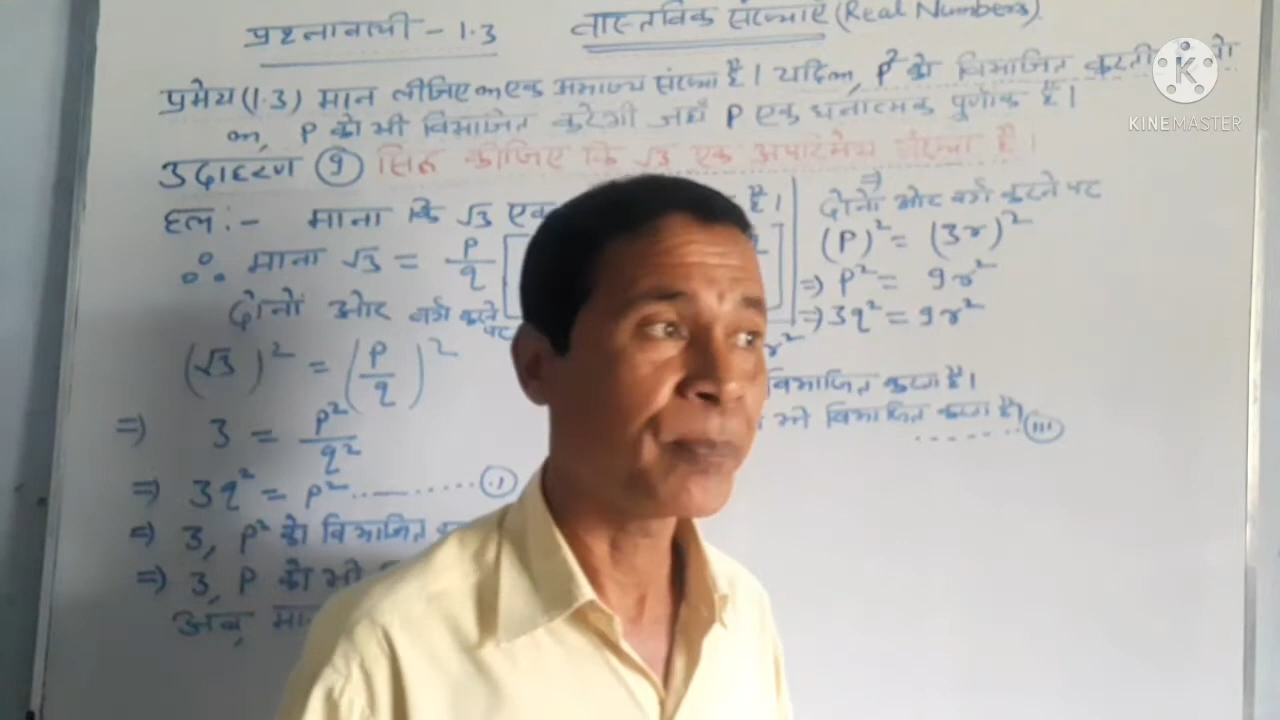 प्रश्नावली - 1.3
वास्तविक संख्याएं (Real Numbers)
प्रमेय (1.3) मान लीजिए a एक अभाज्य संख्या है। यदि a, p² को विभाजित करती
a, p को भी विभाजित करेगी जहाँ p एक धनात्मक पूर्णांक है।
उदाहरण 9 सिद्ध कीजिए कि √3 एक अपरिमेय संख्या है।
हल :- माना कि √3 एक
∴ माना √3 = p/q [
दोनों ओर वर्ग करने पर
(√3)² = (p/q)²
⇒ 3 = p²/q²
⇒ 3q² = p² .......... (i)
⇒ 3, p² को विभाजित
⇒ 3, p को भी
अब,
है।
⇒
दोनों ओर वर्ग करने पर
(p)² = (3r)²
⇒ p² = 9r²
⇒ 3q² = 9r²
r²
विभाजित करता है।
को विभाजित करता है।
...... (iii)
KINEMASTER